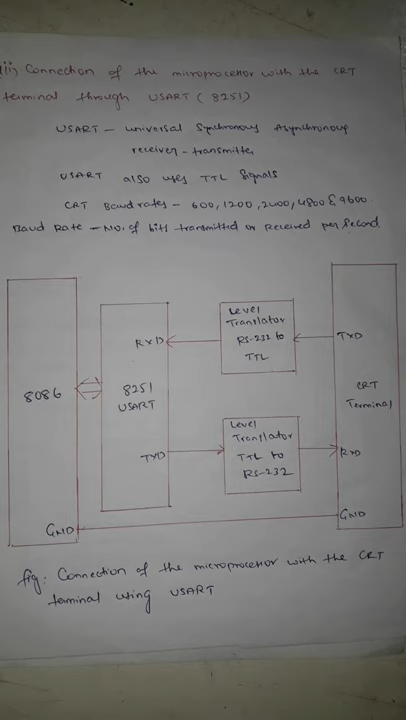 (iii) Connection of the microprocessor with the CRT
terminal through USART (8251)
USART - Universal Synchronous Asynchronous
receiver - transmitter
USART also uses TTL Signals
CRT Baud rates - 600, 1200, 2400, 4800 & 9600.
Baud Rate - No. of bits transmitted or Received per Second.
8086
GND
8251
USART
RXD
TXD
Level
Translator
RS-232 to
TTL
Level
Translator
TTL to
RS-232
TXD
CRT
Terminal
RXD
GND
fig: Connection of the microprocessor with the CRT
terminal using USART